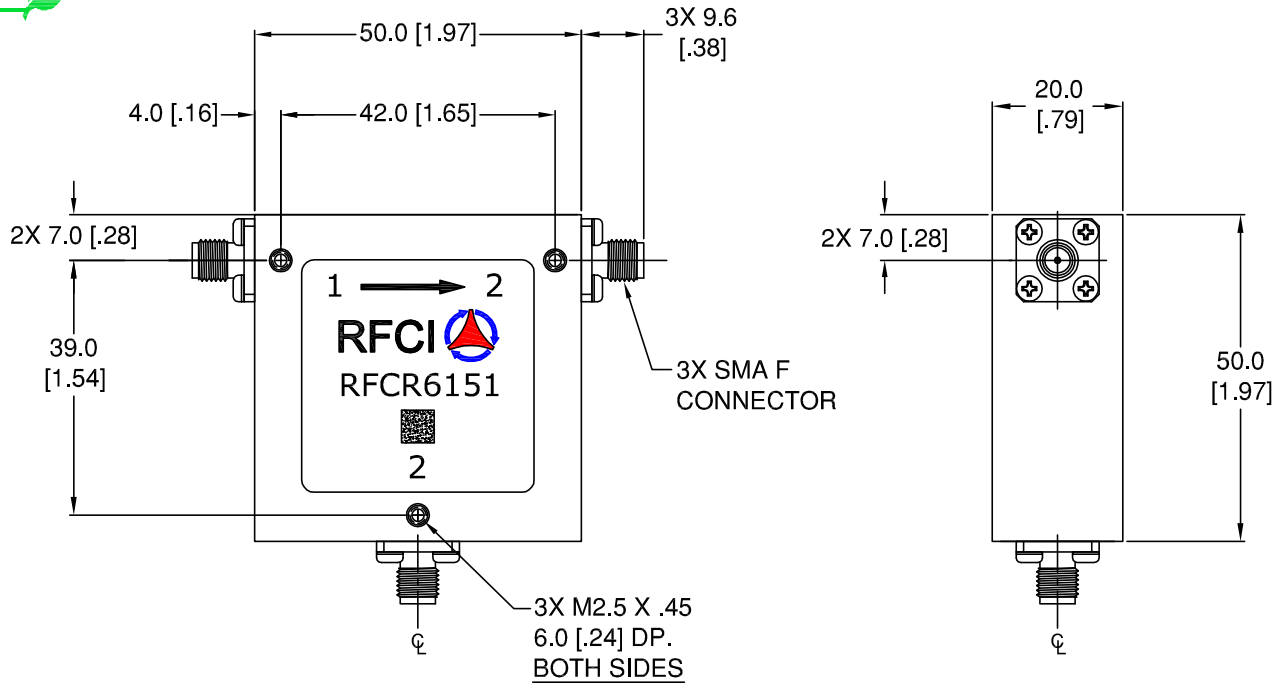 50.0 [1.97]
3X 9.6
[.38]
4.0 [.16]
42.0 [1.65]
20.0
[.79]
2X 7.0 [.28]
2X 7.0 [.28]
1 2
RFCI
RFCR6151
2
39.0
[1.54]
3X SMA F
CONNECTOR
50.0
[1.97]
3X M2.5 X .45
6.0 [.24] DP.
BOTH SIDES
℄
℄